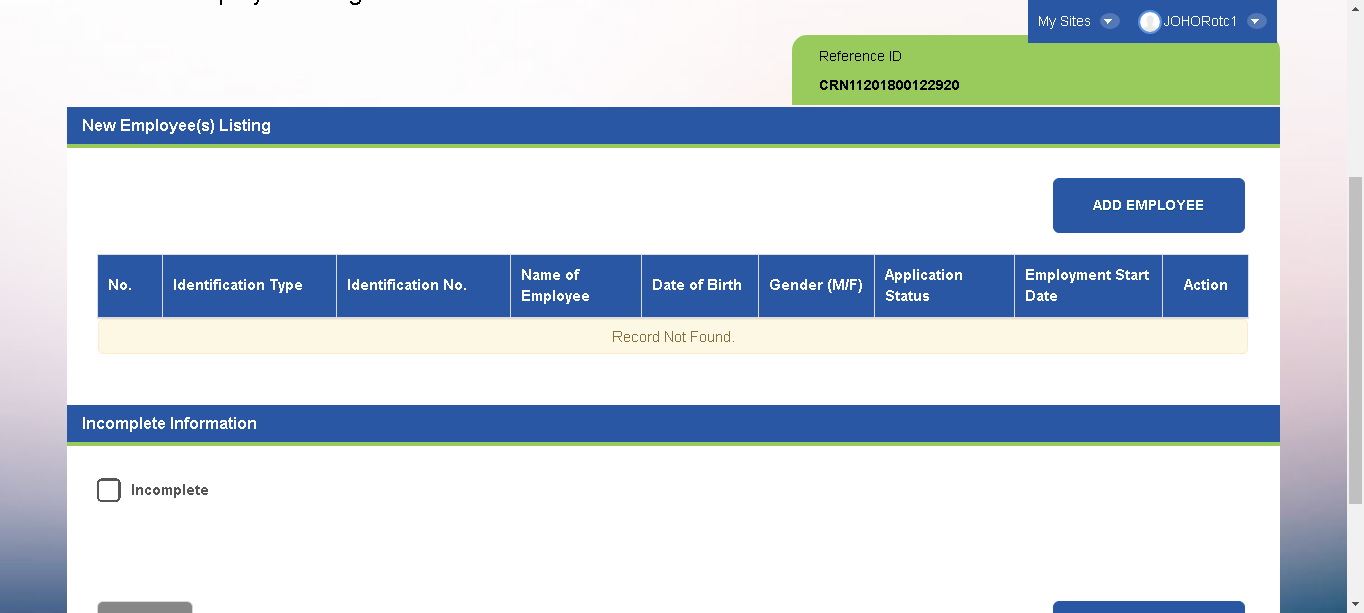 My Sites
JOHORotc1
Reference ID
CRN11201800122920
New Employee(s) Listing
ADD EMPLOYEE
No. Identification Type Identification No. Name of Employee Date of Birth Gender (M/F) Application Status Employment Start Date Action
Record Not Found.
Incomplete Information
Incomplete